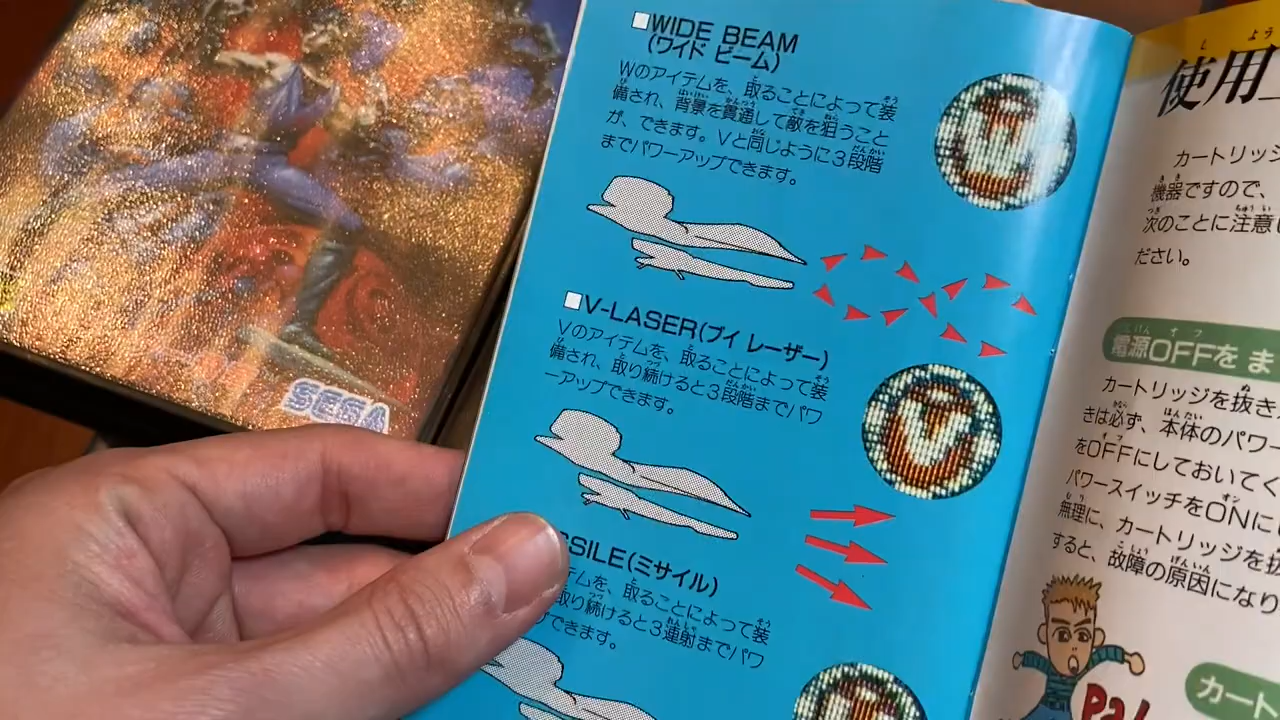 WIDE BEAM
(ワイド ビーム)
Wのアイテムを、取ることによって装
備され、背景を貫通して敵を狙うこと
が、できます。Vと同じように3段階
までパワーアップできます。
V-LASER(ブイ レーザー)
Vのアイテムを、取ることによって装
備され、取り続けると3段階までパワ
ーアップできます。
SSILE(ミサイル)
テムを、取ることによって装
取り続けると3連射までパワ
できます。
SEGA
使用
カートリッジ
機器ですので、
次のことに注意し
ださい。
電源OFFをま
カートリッジを抜き
きは必ず、本体のパワー
をOFFにしておいてく
パワースイッチをONに
無理に、カートリッジを抜
すると、故障の原因になり
カート